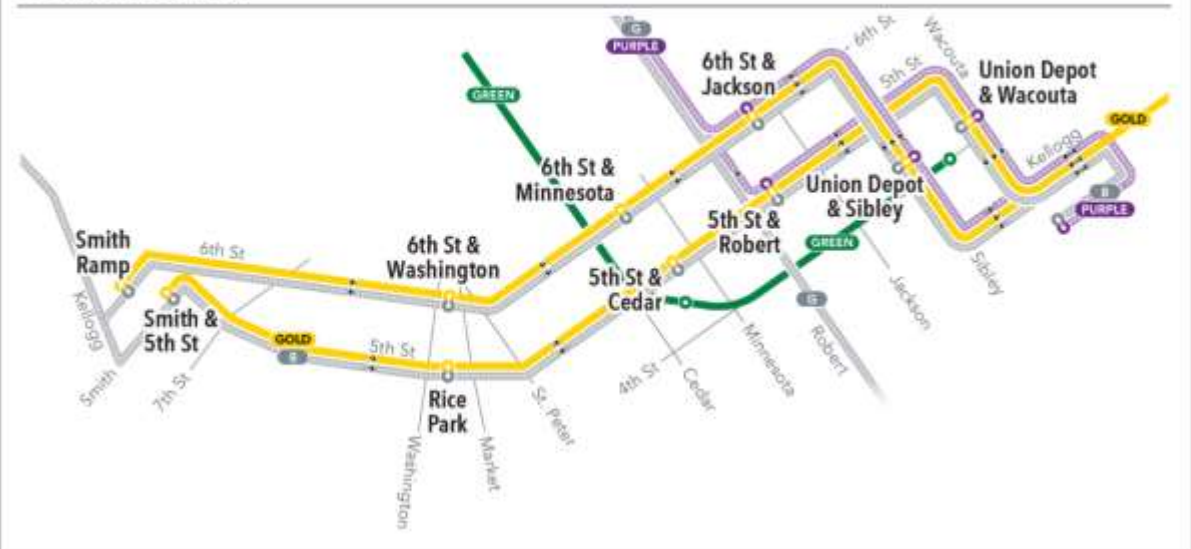 G
PURPLE
6th St
Wacouta
6th St &
Jackson
5th St
Union Depot
& Wacouta
GREEN
GOLD
Kellogg
6th St &
Minnesota
Union Depot
& Sibley
B
PURPLE
5th St &
Robert
GREEN
Smith
Ramp
6th St
6th St &
Washington
Sibley
5th St &
Cedar
Jackson
Kellogg
Smith &
5th St
GOLD
B
5th St
G
Minnesota
Robert
4th St
Cedar
Smith
7th St
Rice
Park
St. Peter
Market
Washington